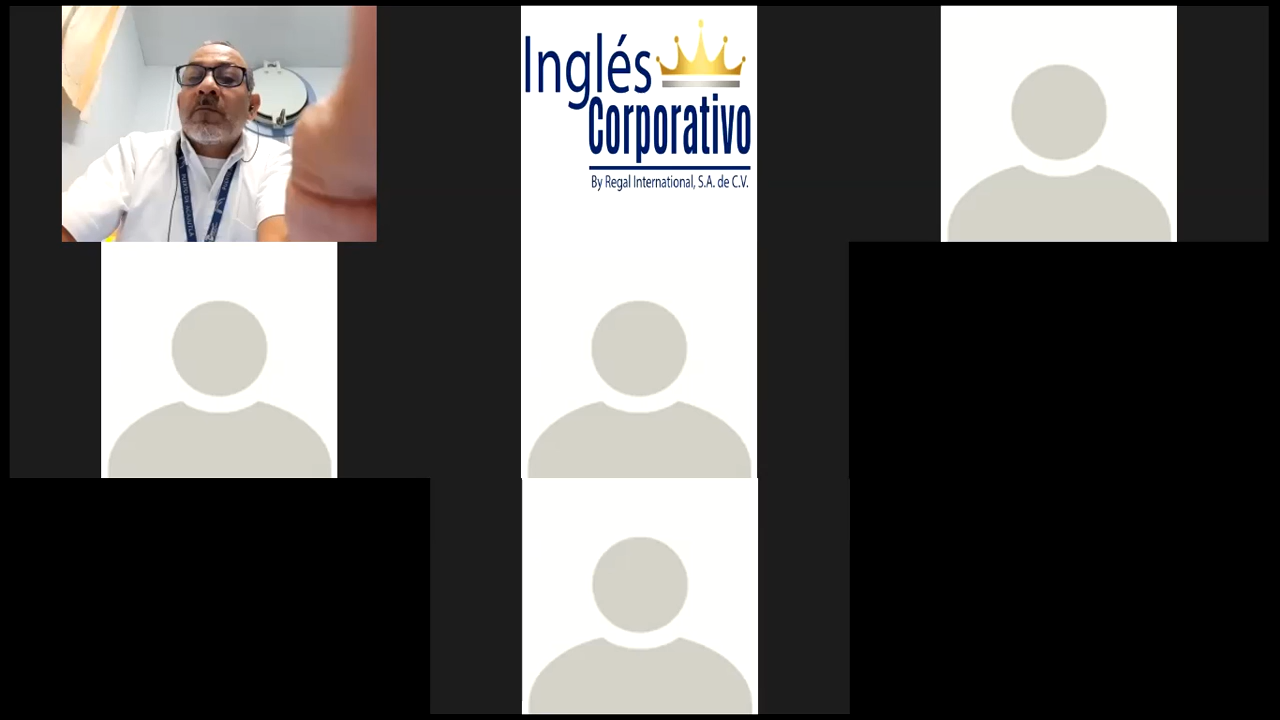 Inglés
Corporativo
By Regal International, S.A. de C.V.